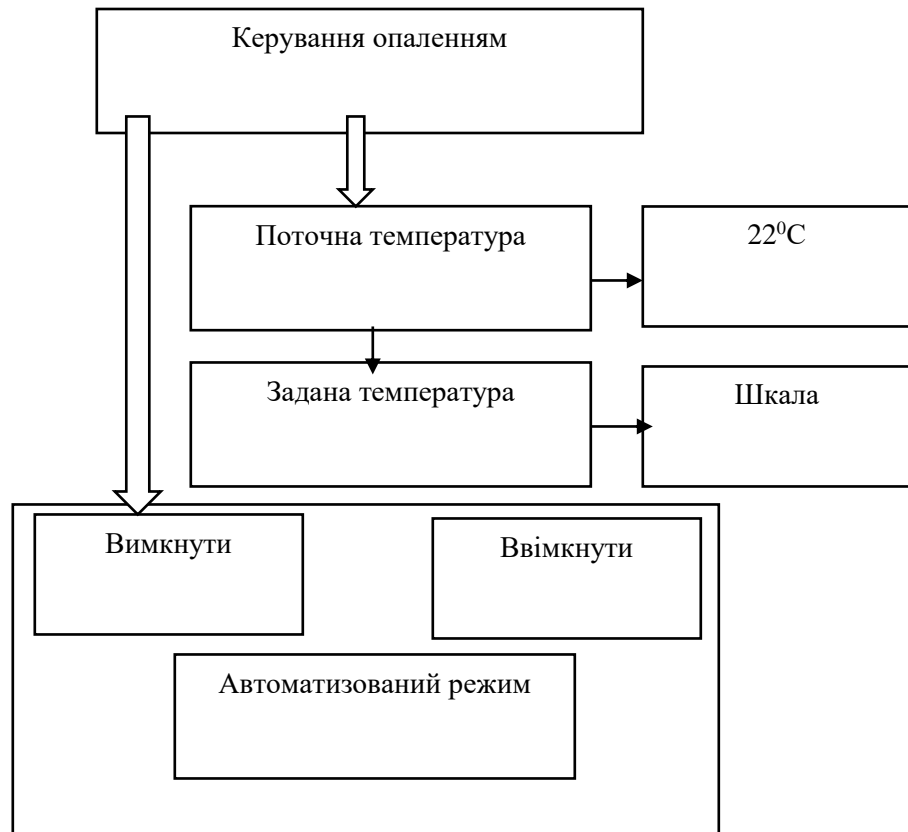 Керування опаленням
Поточна температура
22⁰С
Задана температура
Шкала
Вимкнути
Ввімкнути
Автоматизований режим